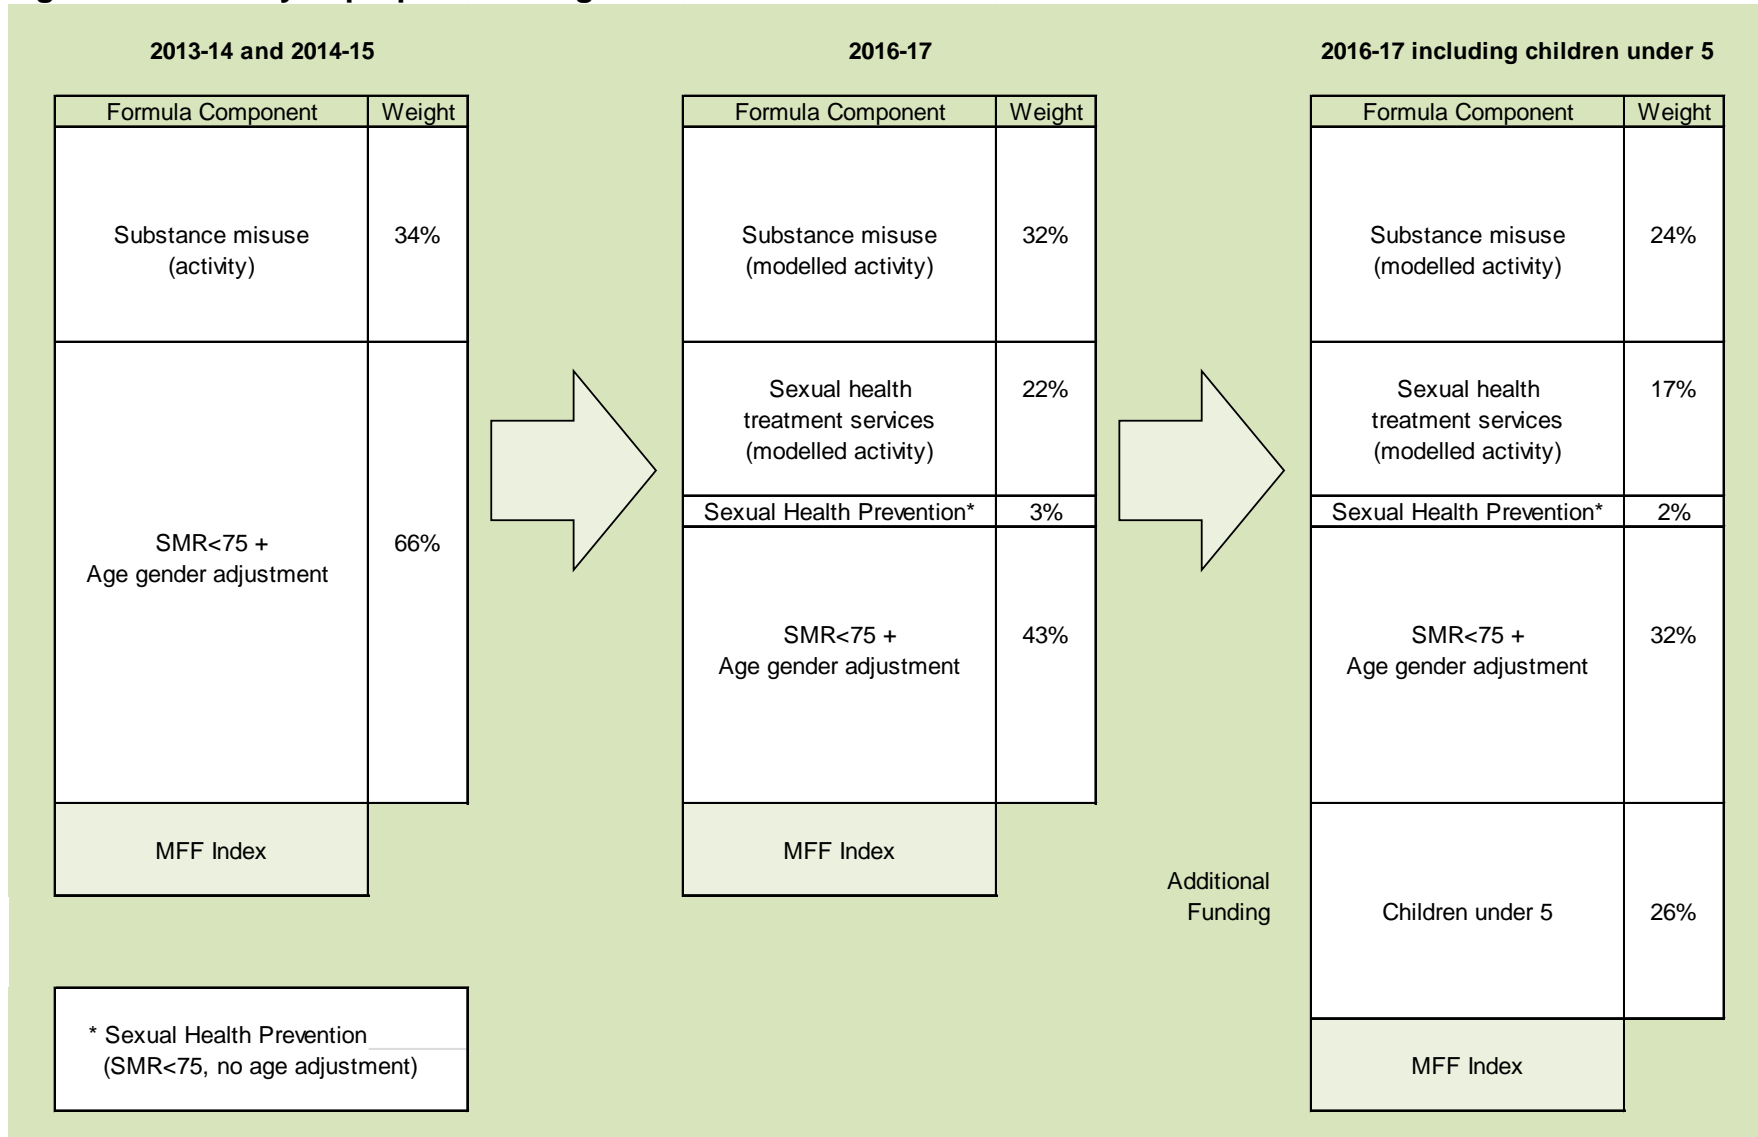 2013-14 and 2014-15
Formula Component Weight
Substance misuse 34%
(activity)
SMR<75 + 66%
Age gender adjustment
MFF Index
* Sexual Health Prevention
(SMR<75, no age adjustment)
2016-17
Formula Component Weight
Substance misuse 32%
(modelled activity)
Sexual health 22%
treatment services
(modelled activity)
Sexual Health Prevention* 3%
SMR<75 + 43%
Age gender adjustment
MFF Index
2016-17 including children under 5
Formula Component Weight
Substance misuse 24%
(modelled activity)
Sexual health 17%
treatment services
(modelled activity)
Sexual Health Prevention* 2%
SMR<75 + 32%
Age gender adjustment
Additional
Funding
Children under 5 26%
MFF Index